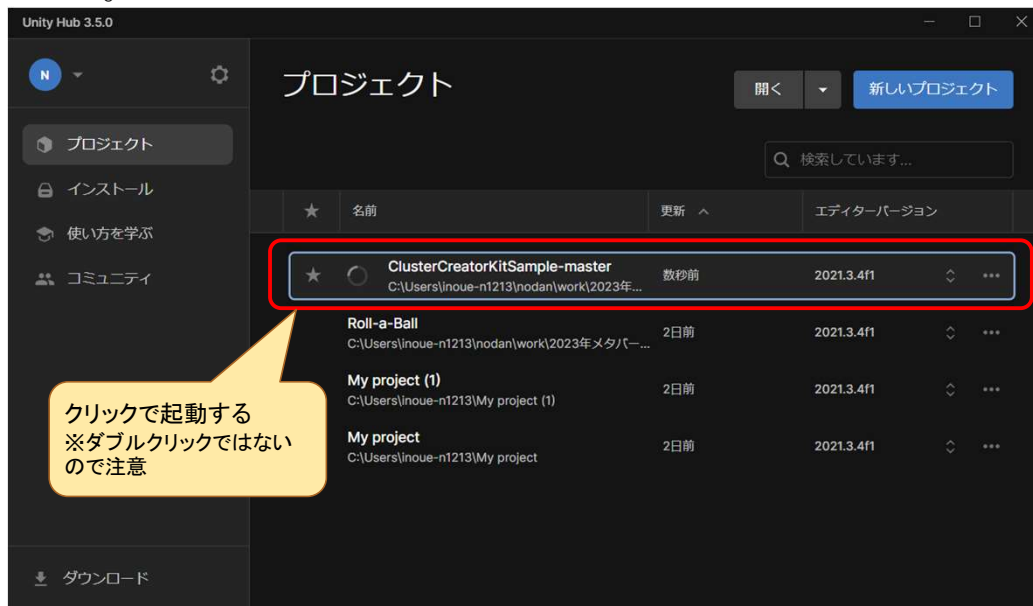 Unity Hub 3.5.0
N
プロジェクト
開く
新しいプロジェクト
プロジェクト
検索しています...
インストール
名前 更新 エディターバージョン
使い方を学ぶ
コミュニティ
ClusterCreatorKitSample-master
C:\Users\inoue-n1213\nodan\work\2023年...
数秒前
2021.3.4f1
Roll-a-Ball
C:\Users\inoue-n1213\nodan\work\2023年メタバー...
2日前
2021.3.4f1
My project (1)
C:\Users\inoue-n1213\My project (1)
2日前
2021.3.4f1
My project
C:\Users\inoue-n1213\My project
2日前
2021.3.4f1
クリックで起動する
※ダブルクリックではない
ので注意
ダウンロード